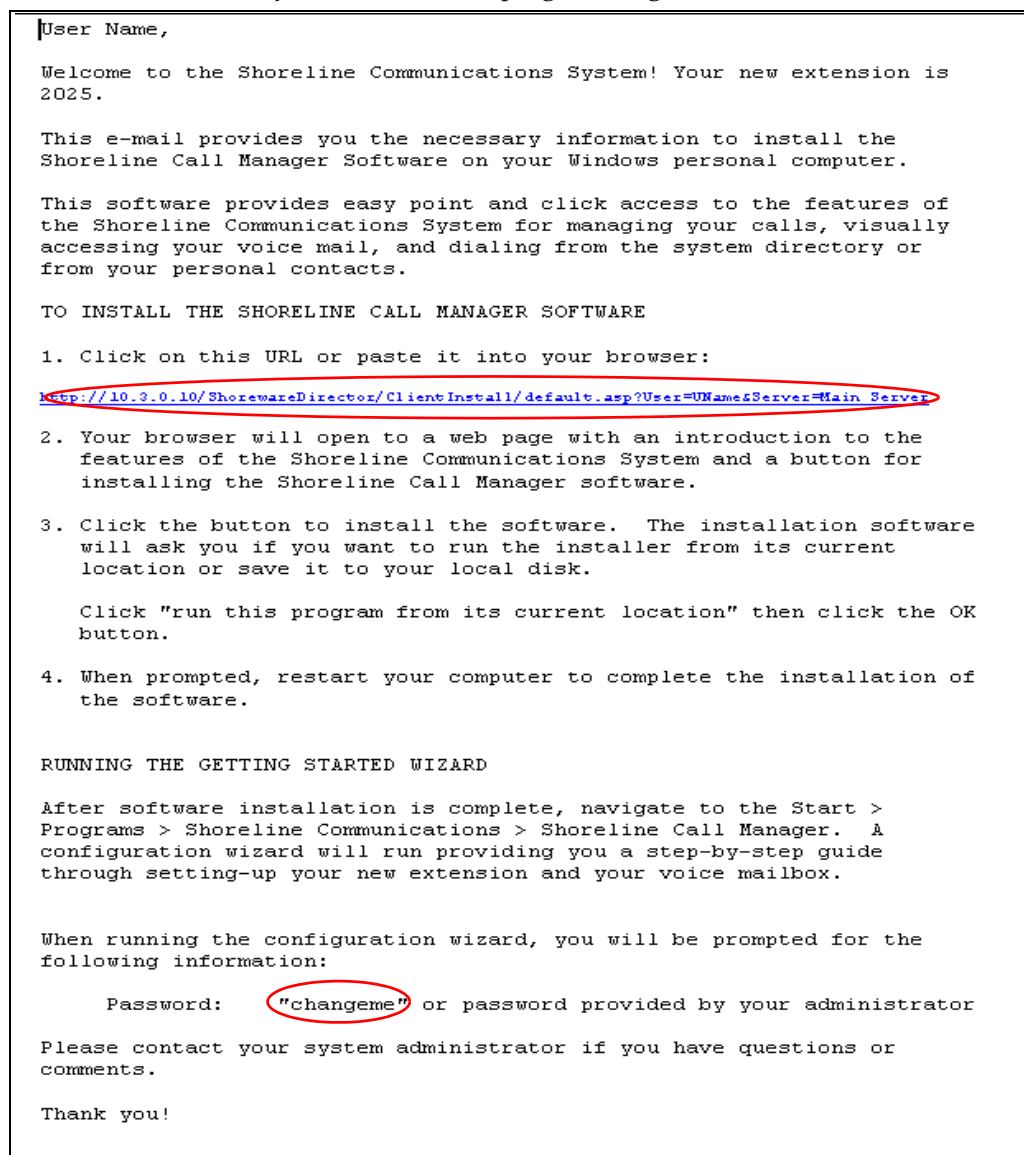 User Name,
Welcome to the Shoreline Communications System! Your new extension is
2025.
This e-mail provides you the necessary information to install the
Shoreline Call Manager Software on your Windows personal computer.
This software provides easy point and click access to the features of
the Shoreline Communications System for managing your calls, visually
accessing your voice mail, and dialing from the system directory or
from your personal contacts.
TO INSTALL THE SHORELINE CALL MANAGER SOFTWARE
1. Click on this URL or paste it into your browser:
http://10.3.0.10/ShorewareDirector/ClientInstall/default.asp?User=UName&Server=Main Server
2. Your browser will open to a web page with an introduction to the
features of the Shoreline Communications System and a button for
installing the Shoreline Call Manager software.
3. Click the button to install the software.  The installation software
will ask you if you want to run the installer from its current
location or save it to your local disk.
Click "run this program from its current location" then click the OK
button.
4. When prompted, restart your computer to complete the installation of
the software.
RUNNING THE GETTING STARTED WIZARD
After software installation is complete, navigate to the Start >
Programs > Shoreline Communications > Shoreline Call Manager.  A
configuration wizard will run providing you a step-by-step guide
through setting-up your new extension and your voice mailbox.
When running the configuration wizard, you will be prompted for the
following information:
Password:    "changeme" or password provided by your administrator
Please contact your system administrator if you have questions or
comments.
Thank you!